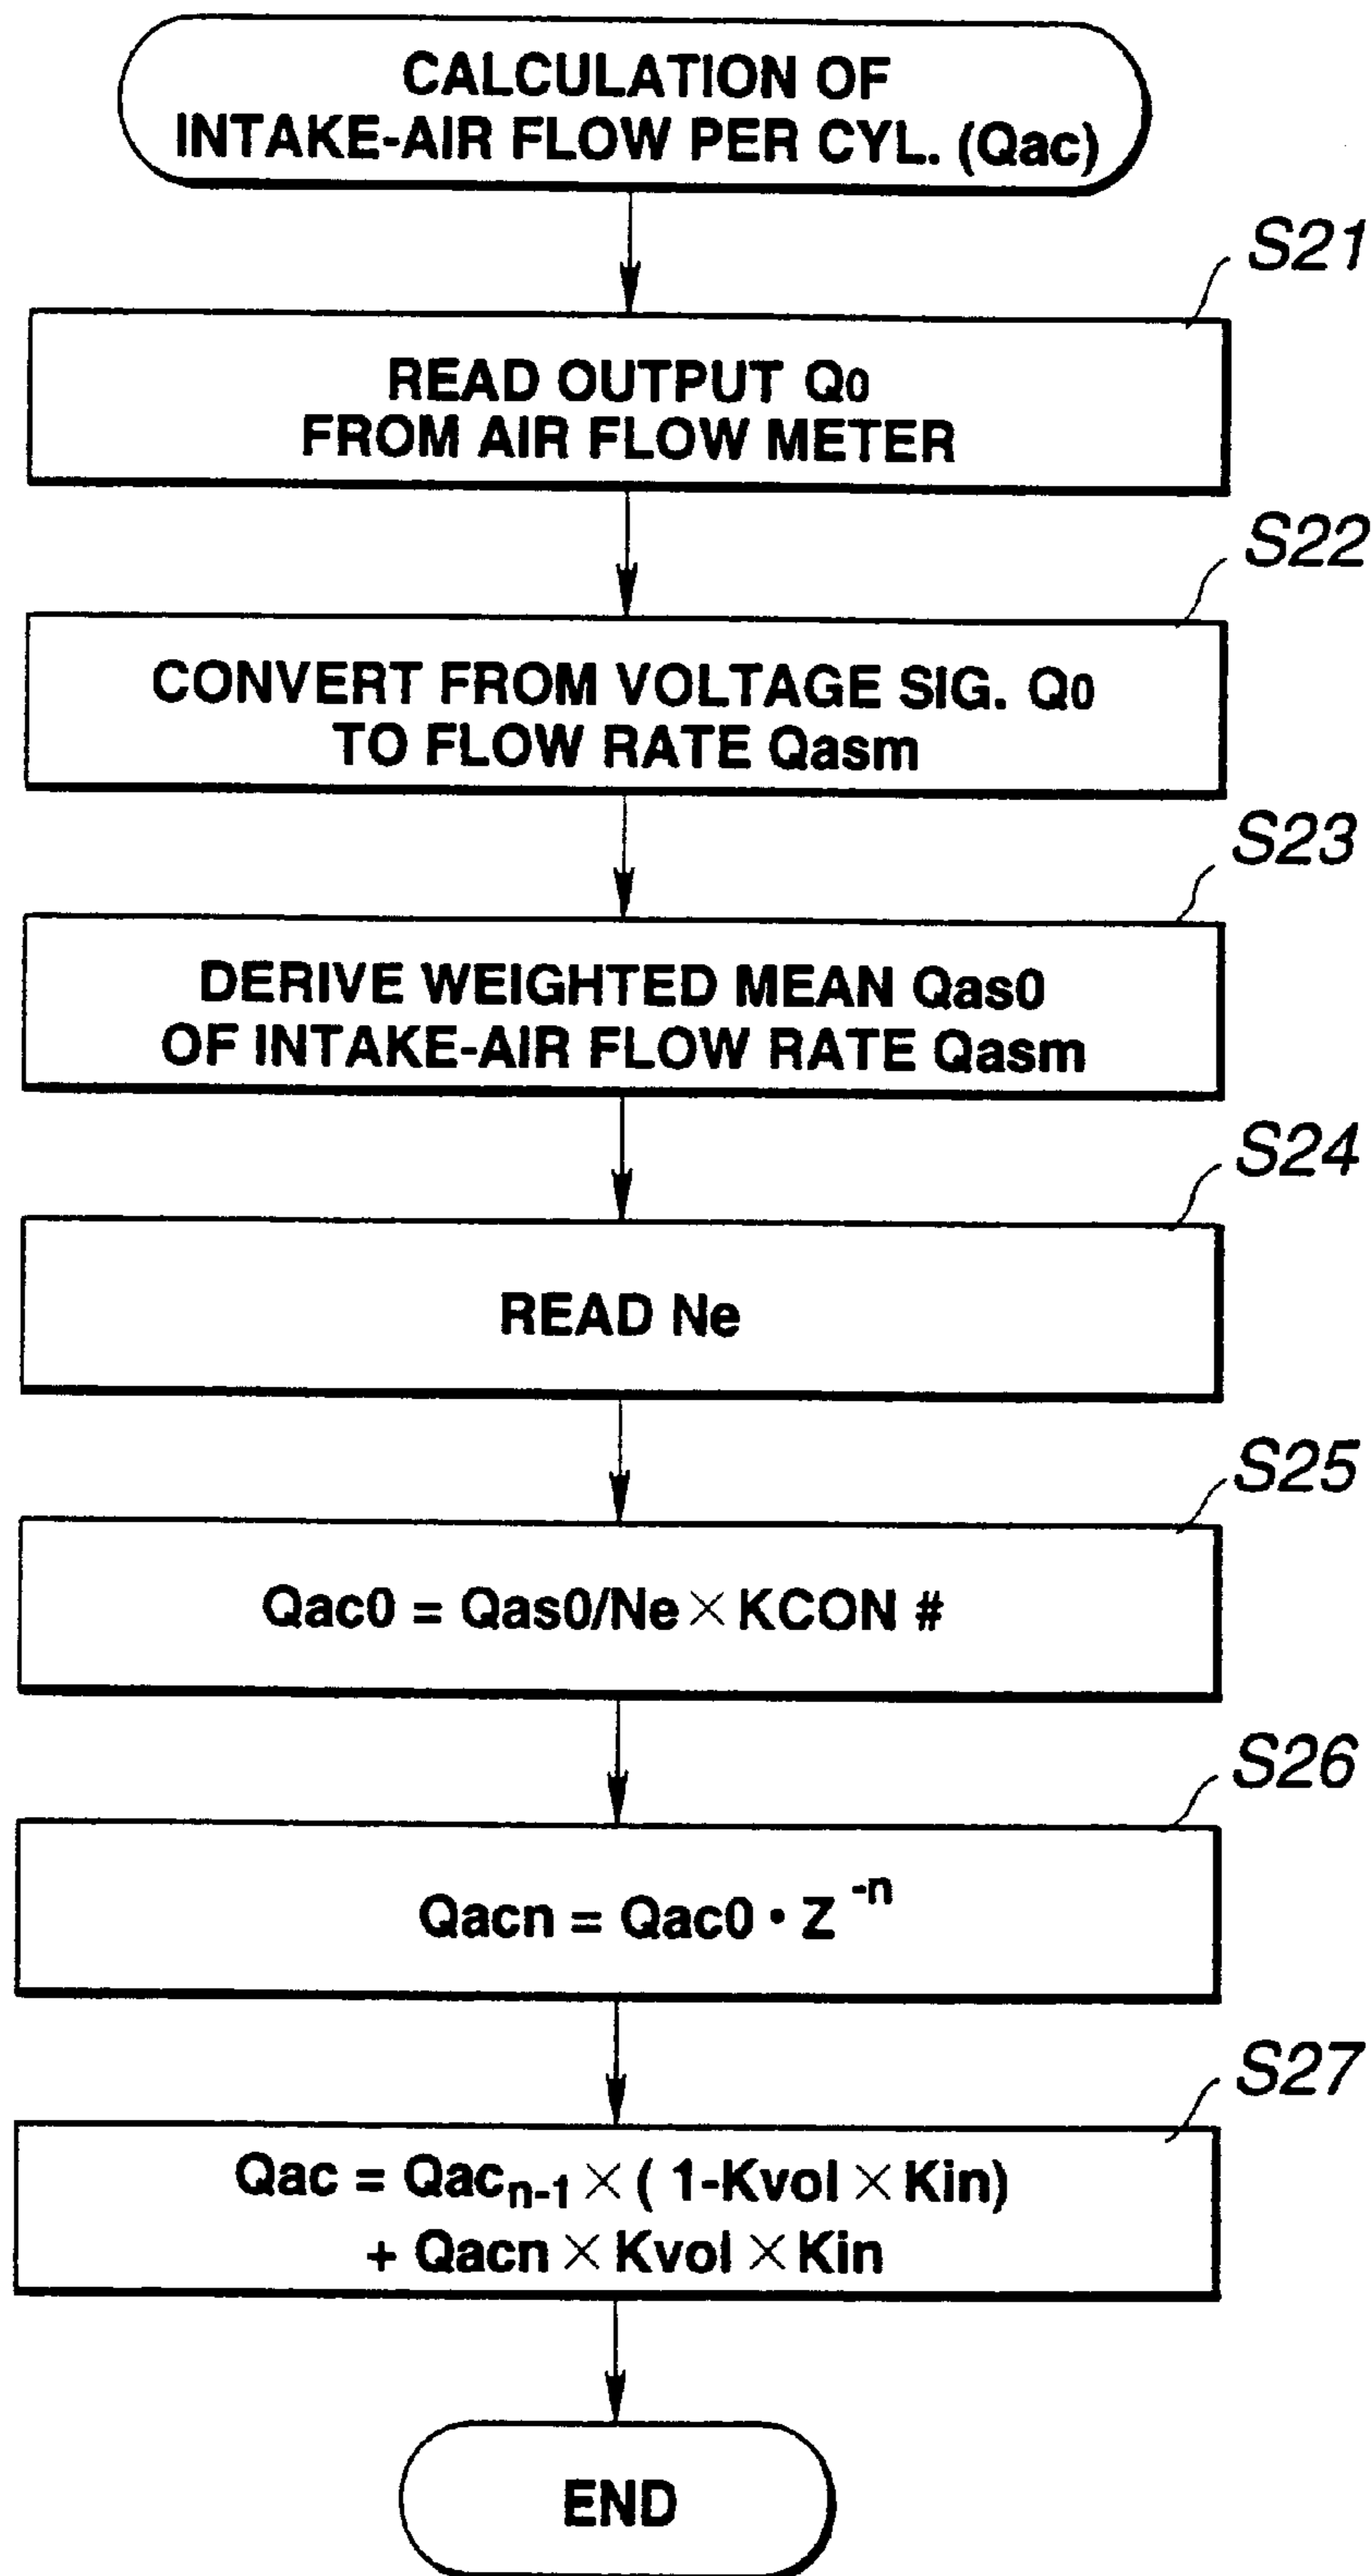 CALCULATION OF
INTAKE-AIR FLOW PER CYL. (Qac)
S21
READ OUTPUT Q0
FROM AIR FLOW METER
S22
CONVERT FROM VOLTAGE SIG. Q0
TO FLOW RATE Qasm
S23
DERIVE WEIGHTED MEAN Qas0
OF INTAKE-AIR FLOW RATE Qasm
S24
READ Ne
S25
Qac0 = Qas0/Ne × KCON #
S26
Qacn = Qac0 · Z⁻ⁿ
S27
Qac = Qacₙ₋₁ × ( 1-Kvol × Kin)
+ Qacn × Kvol × Kin
END